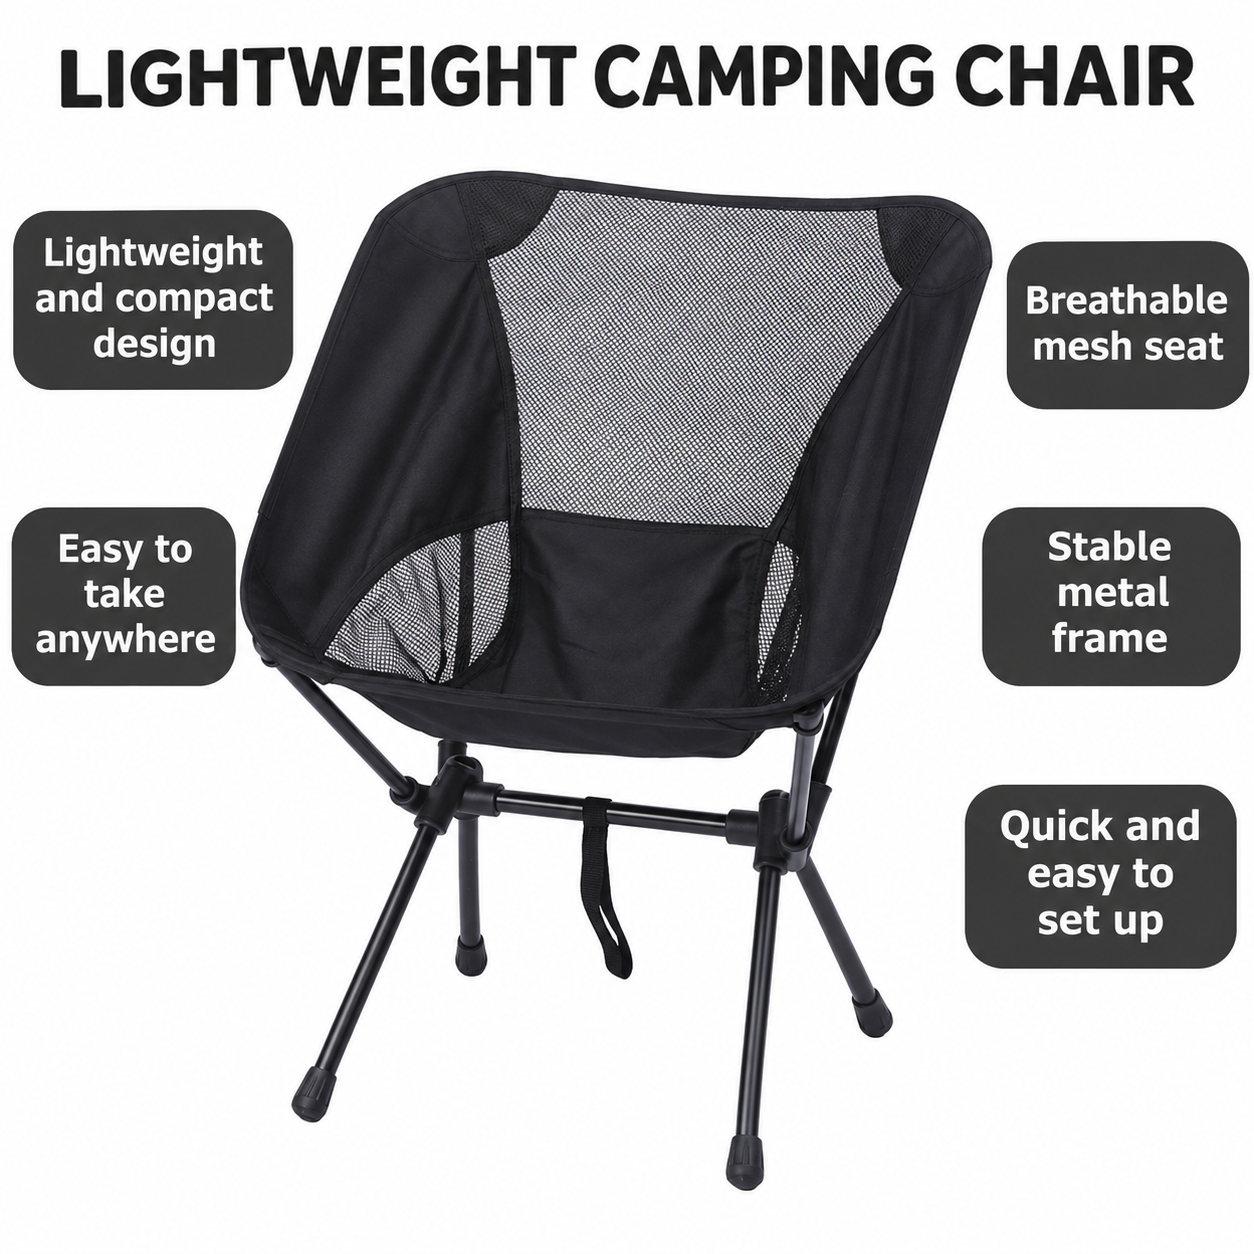 LIGHTWEIGHT CAMPING CHAIR
Lightweight
and compact
design
Breathable
mesh seat
Easy to
take
anywhere
Stable
metal
frame
Quick and
easy to
set up